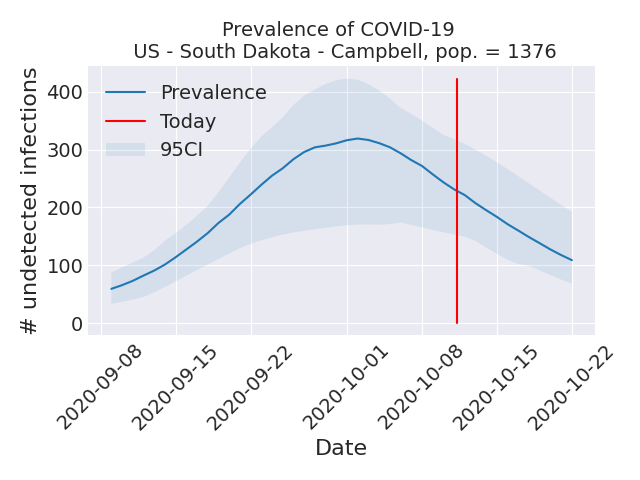 Prevalence of COVID-19
US - South Dakota - Campbell, pop. = 1376
# undetected infections
400
300
200
100
0
Prevalence
Today
95CI
2020-09-08
2020-09-15
2020-09-22
2020-10-01
2020-10-08
2020-10-15
2020-10-22
Date